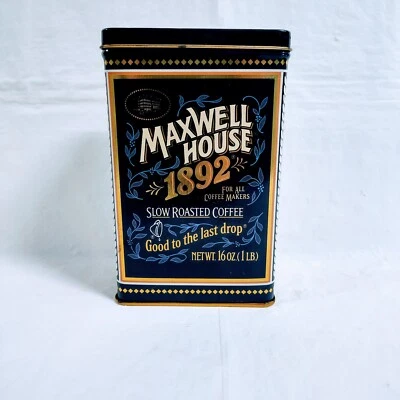 MAXWELL
HOUSE
1892
FOR ALL
COFFEE MAKERS
SLOW ROASTED COFFEE
Good to the last drop®
NET WT. 16 OZ (1 LB)